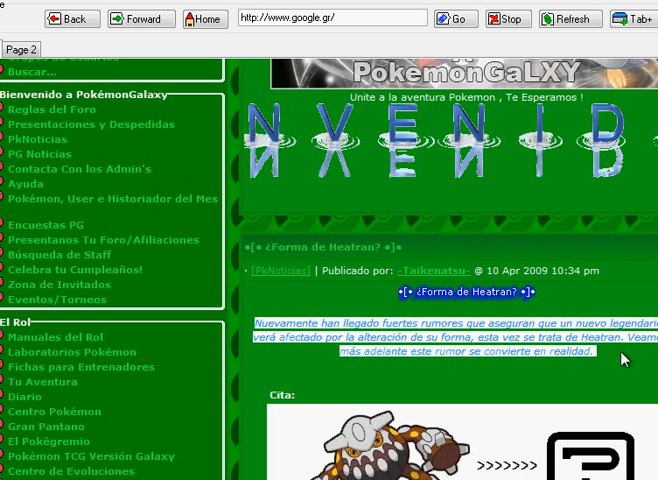 e
Back
Forward
Home
http://www.google.gr/
Go
Stop
Refresh
Tab+
Page 2
Buscar...
Bienvenido a PokémonGalaxy
Reglas del Foro
Presentaciones y Despedidas
PkNoticias
PG Noticias
Contacta Con los Admin's
Ayuda
Pokémon, User e Historiador del Mes
Encuestas PG
Presentanos Tu Foro/Afiliaciones
Búsqueda de Staff
Celebra tu Cumpleaños!
Zona de Invitados
Eventos/Torneos
El Rol
Manuales del Rol
Laboratorios Pokémon
Fichas para Entrenadores
Tu Aventura
Diario
Centro Pokémon
Gran Pantano
El Pokégremio
Pokémon TCG Versión Galaxy
Centro de Evoluciones
PokemonGaLXY
Unite a la aventura Pokemon , Te Esperamos !
NVENID
•[• ¿Forma de Heatran? •]•
· [PkNoticias] | Publicado por: -Taikenatsu- @ 10 Apr 2009 10:34 pm
•[• ¿Forma de Heatran? •]•
Nuevamente han llegado fuertes rumores que aseguran que un nuevo legendari
verá afectado por la alteración de su forma, esta vez se trata de Heatran. Veam
más adelante este rumor se convierte en realidad.
Cita:
>>>>>>> ?